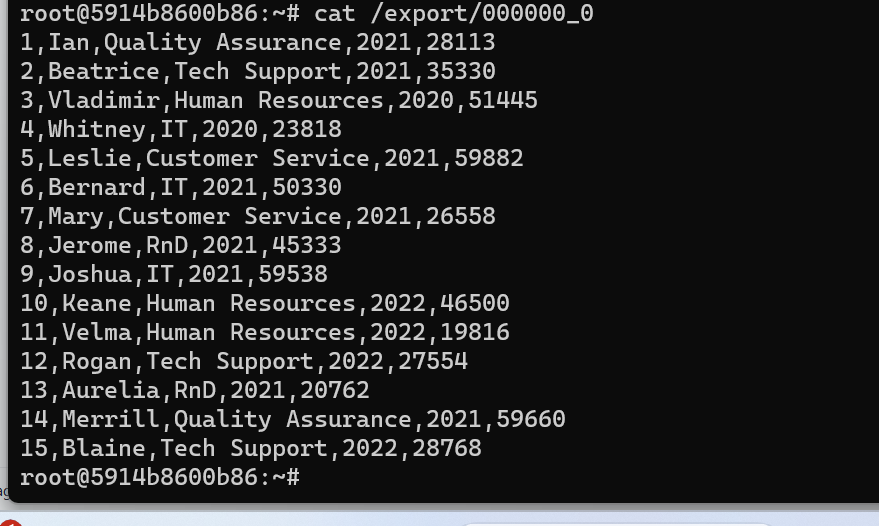 root@5914b8600b86:~# cat /export/000000_0
1,Ian,Quality Assurance,2021,28113
2,Beatrice,Tech Support,2021,35330
3,Vladimir,Human Resources,2020,51445
4,Whitney,IT,2020,23818
5,Leslie,Customer Service,2021,59882
6,Bernard,IT,2021,50330
7,Mary,Customer Service,2021,26558
8,Jerome,RnD,2021,45333
9,Joshua,IT,2021,59538
10,Keane,Human Resources,2022,46500
11,Velma,Human Resources,2022,19816
12,Rogan,Tech Support,2022,27554
13,Aurelia,RnD,2021,20762
14,Merrill,Quality Assurance,2021,59660
15,Blaine,Tech Support,2022,28768
root@5914b8600b86:~#